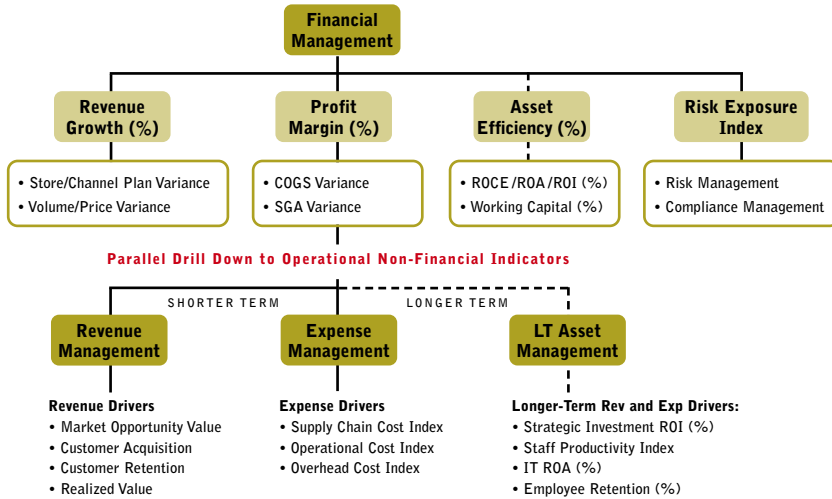 Financial
Management
Revenue
Growth (%)
Profit
Margin (%)
Asset
Efficiency (%)
Risk Exposure
Index
• Store/Channel Plan Variance
• Volume/Price Variance
• COGS Variance
• SGA Variance
• ROCE/ROA/ROI (%)
• Working Capital (%)
• Risk Management
• Compliance Management
Parallel Drill Down to Operational Non-Financial Indicators
SHORTER TERM
LONGER TERM
Revenue
Management
Expense
Management
LT Asset
Management
Revenue Drivers
• Market Opportunity Value
• Customer Acquisition
• Customer Retention
• Realized Value
Expense Drivers
• Supply Chain Cost Index
• Operational Cost Index
• Overhead Cost Index
Longer-Term Rev and Exp Drivers:
• Strategic Investment ROI (%)
• Staff Productivity Index
• IT ROA (%)
• Employee Retention (%)